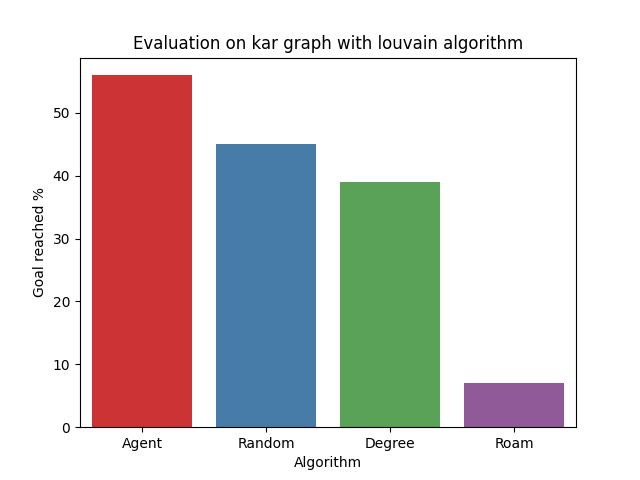 Evaluation on kar graph with louvain algorithm
Goal reached %
50
40
30
20
10
0
Agent Random Degree Roam
Algorithm